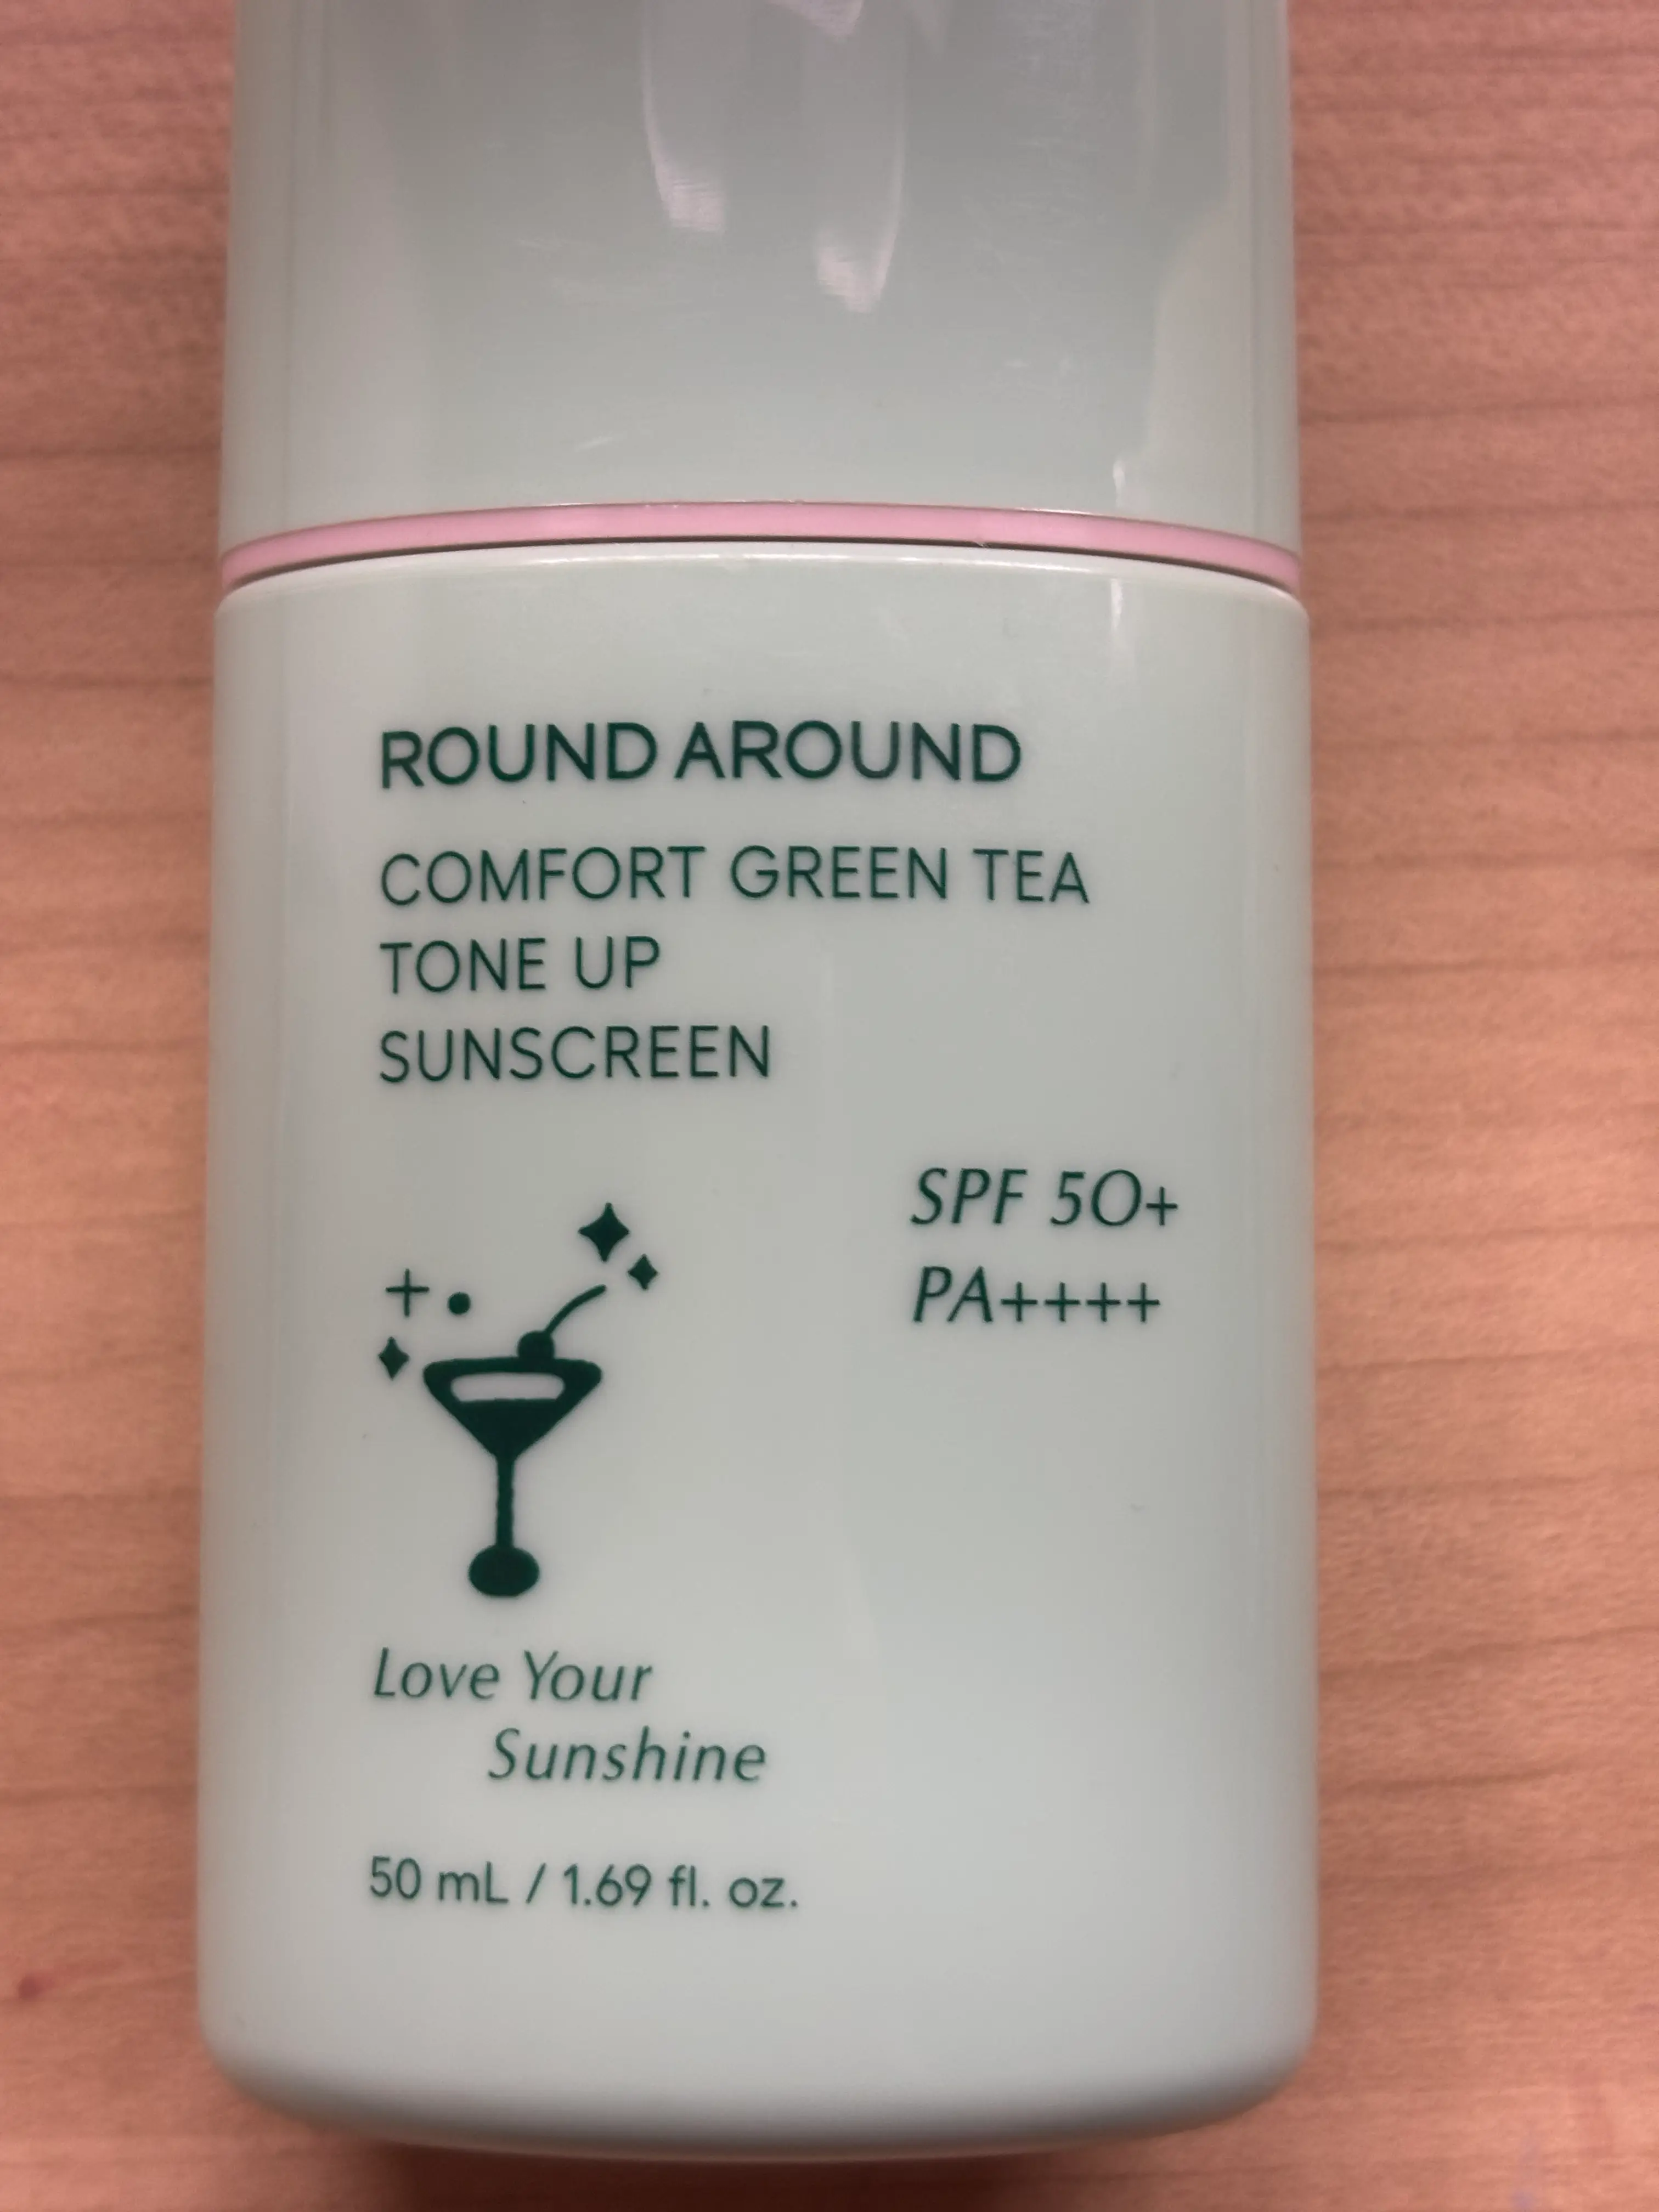 ROUND AROUND
COMFORT GREEN TEA
TONE UP
SUNSCREEN
SPF 50+
PA++++
Love Your
Sunshine
50 mL / 1.69 fl. oz.